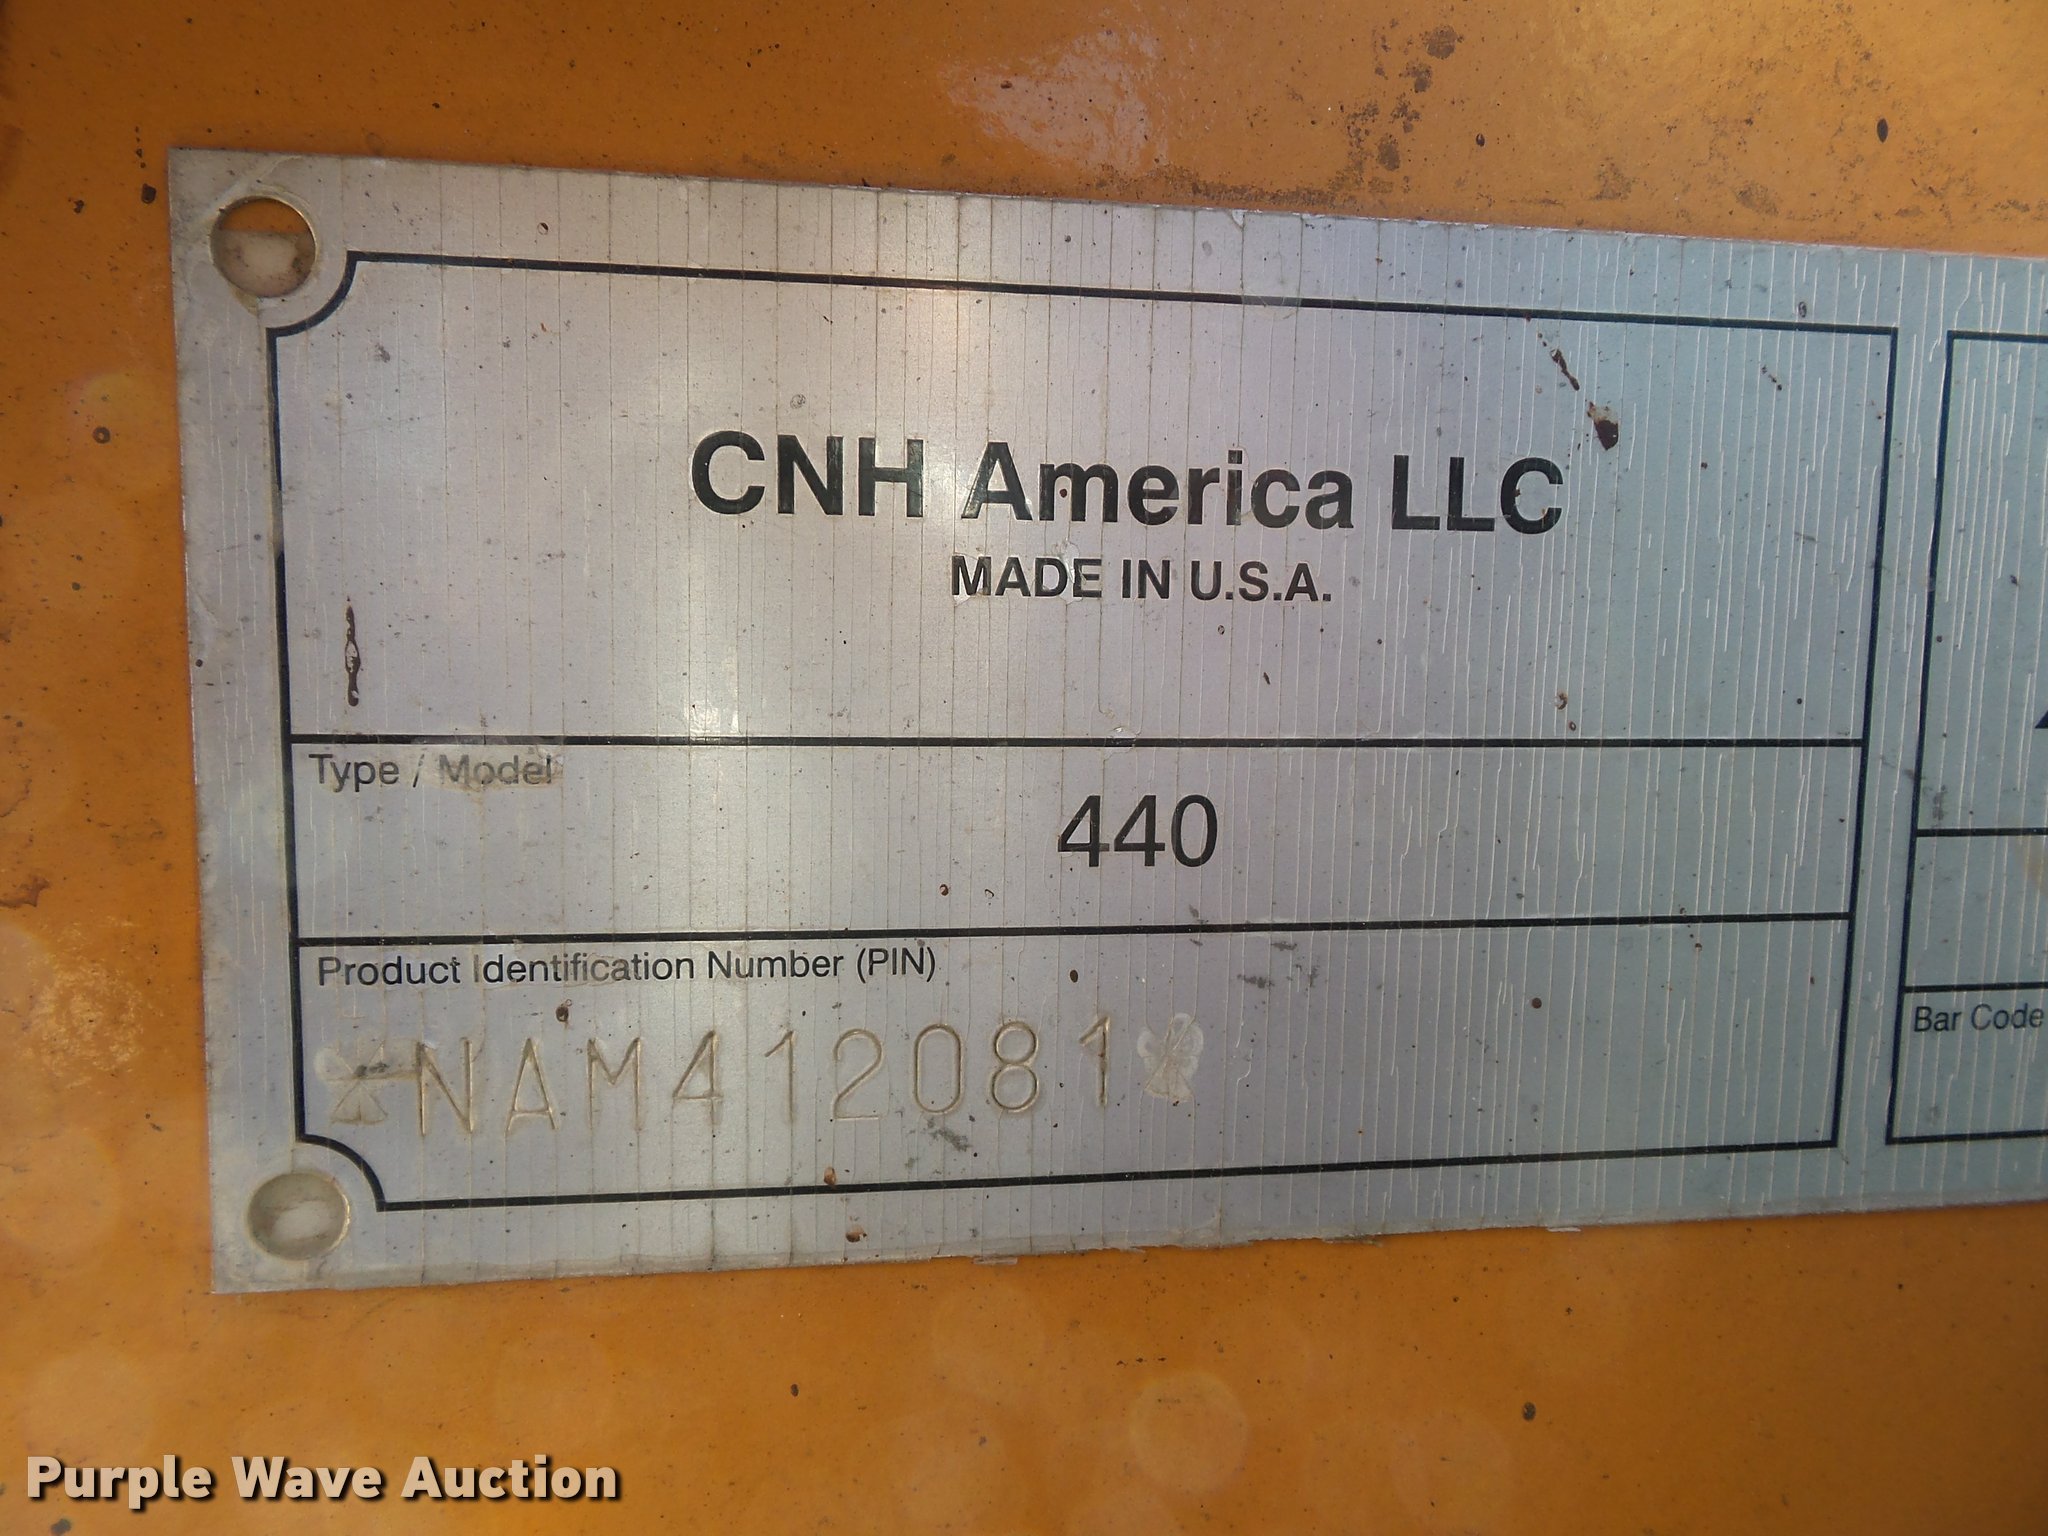 CNH America LLC
MADE IN U.S.A.
Type / Model
440
Product Identification Number (PIN)
NAM412081
Bar Code
Purple Wave Auction